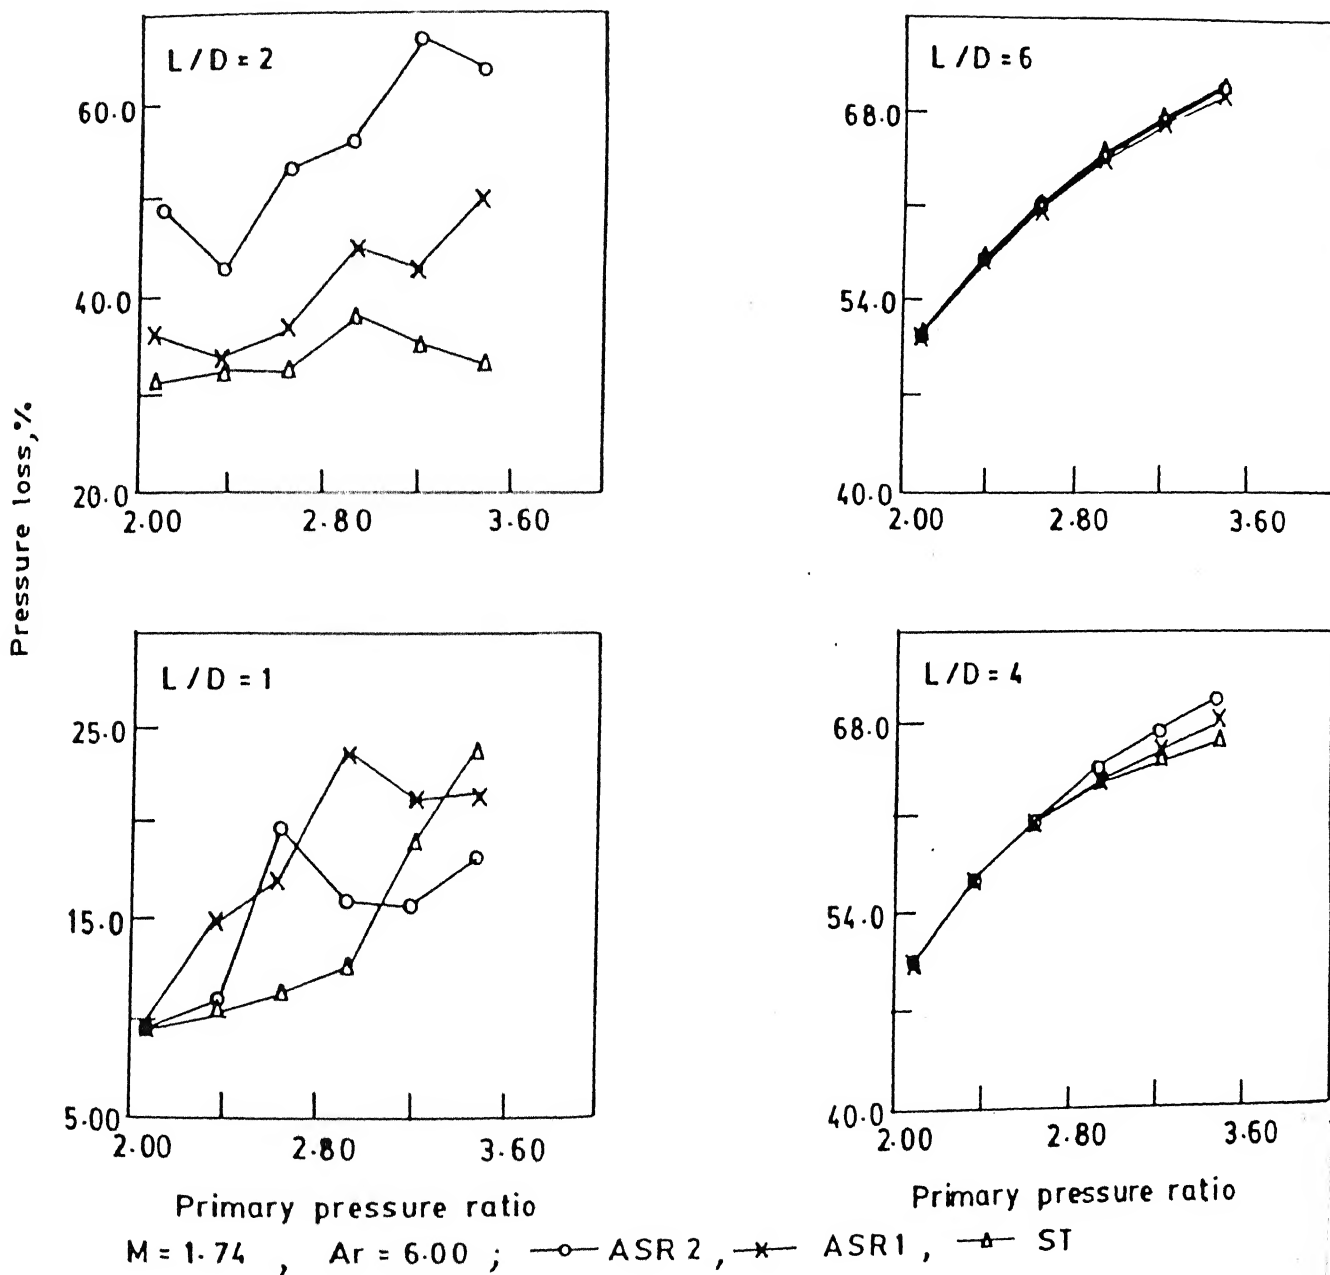 L/D = 2
60.0
40.0
20.0
2.00 2.80 3.60
L/D = 6
68.0
54.0
40.0
2.00 2.80 3.60
Pressure loss,%
L/D = 1
25.0
15.0
5.00
2.00 2.80 3.60
Primary pressure ratio
L/D = 4
68.0
54.0
40.0
2.00 2.80 3.60
Primary pressure ratio
M = 1.74 , Ar = 6.00 ; ASR 2 , ASR1 , ST